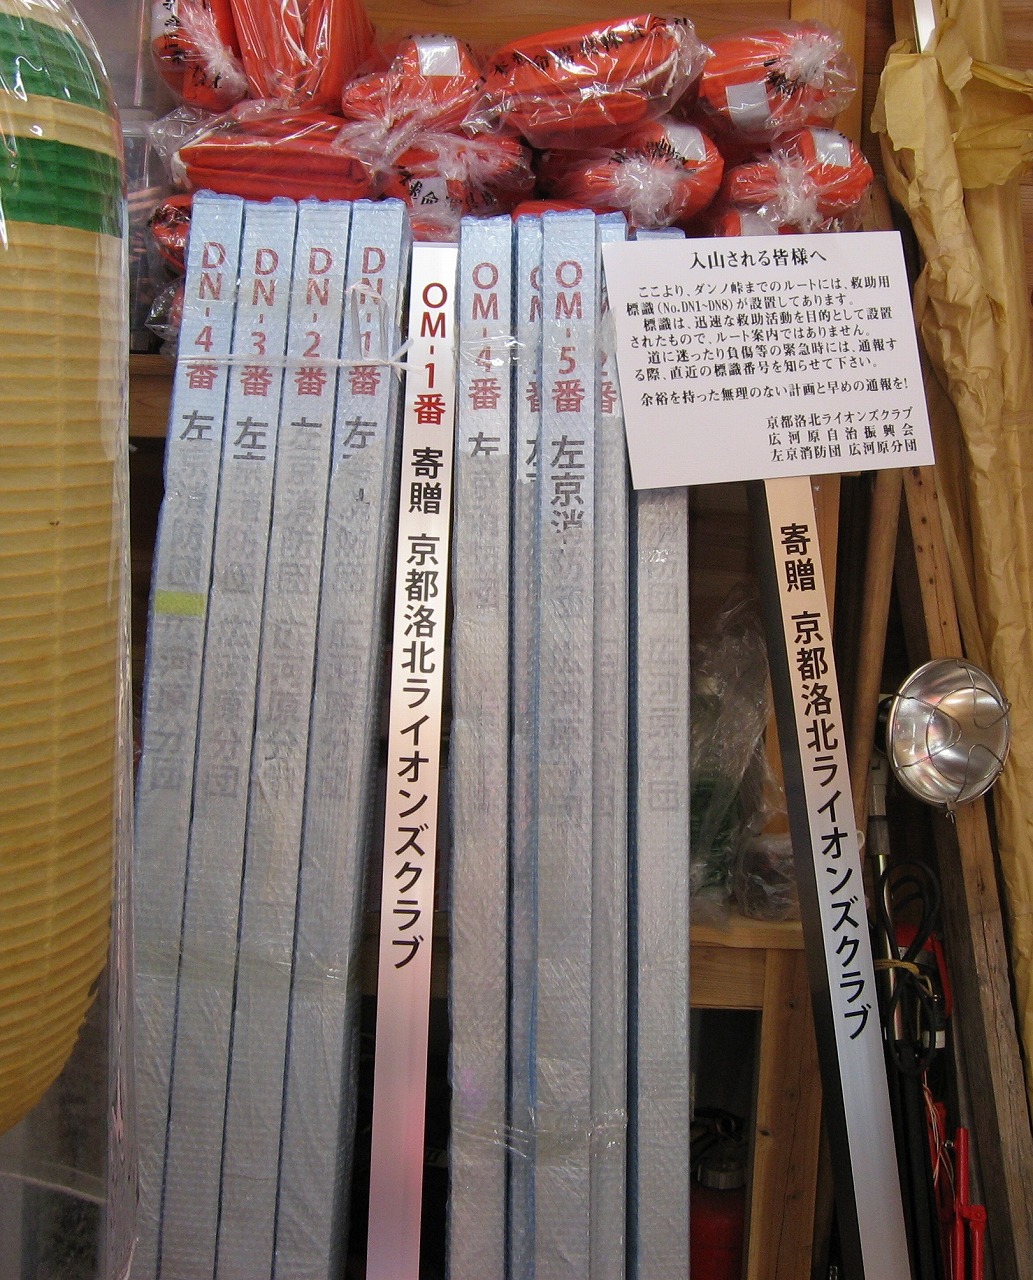 DN-4番 左
DN-3番 左
DN-2番 左
DN-1番 左
OM-1番 寄贈 京都洛北ライオンズクラブ
OM-4番 左
OM-5番 左京消
入山される皆様へ
ここより、ダンノ峠までのルートには、救助用
標識(No.DN1~DN8)が設置してあります。
標識は、迅速な救助活動を目的として設置
されたもので、ルート案内ではありません。
道に迷ったり負傷等の緊急時には、通報す
る際、直近の標識番号を知らせて下さい。
余裕を持った無理のない計画と早めの通報を!
京都洛北ライオンズクラブ
広河原自治振興会
左京消防団 広河原分団
寄贈 京都洛北ライオンズクラブ